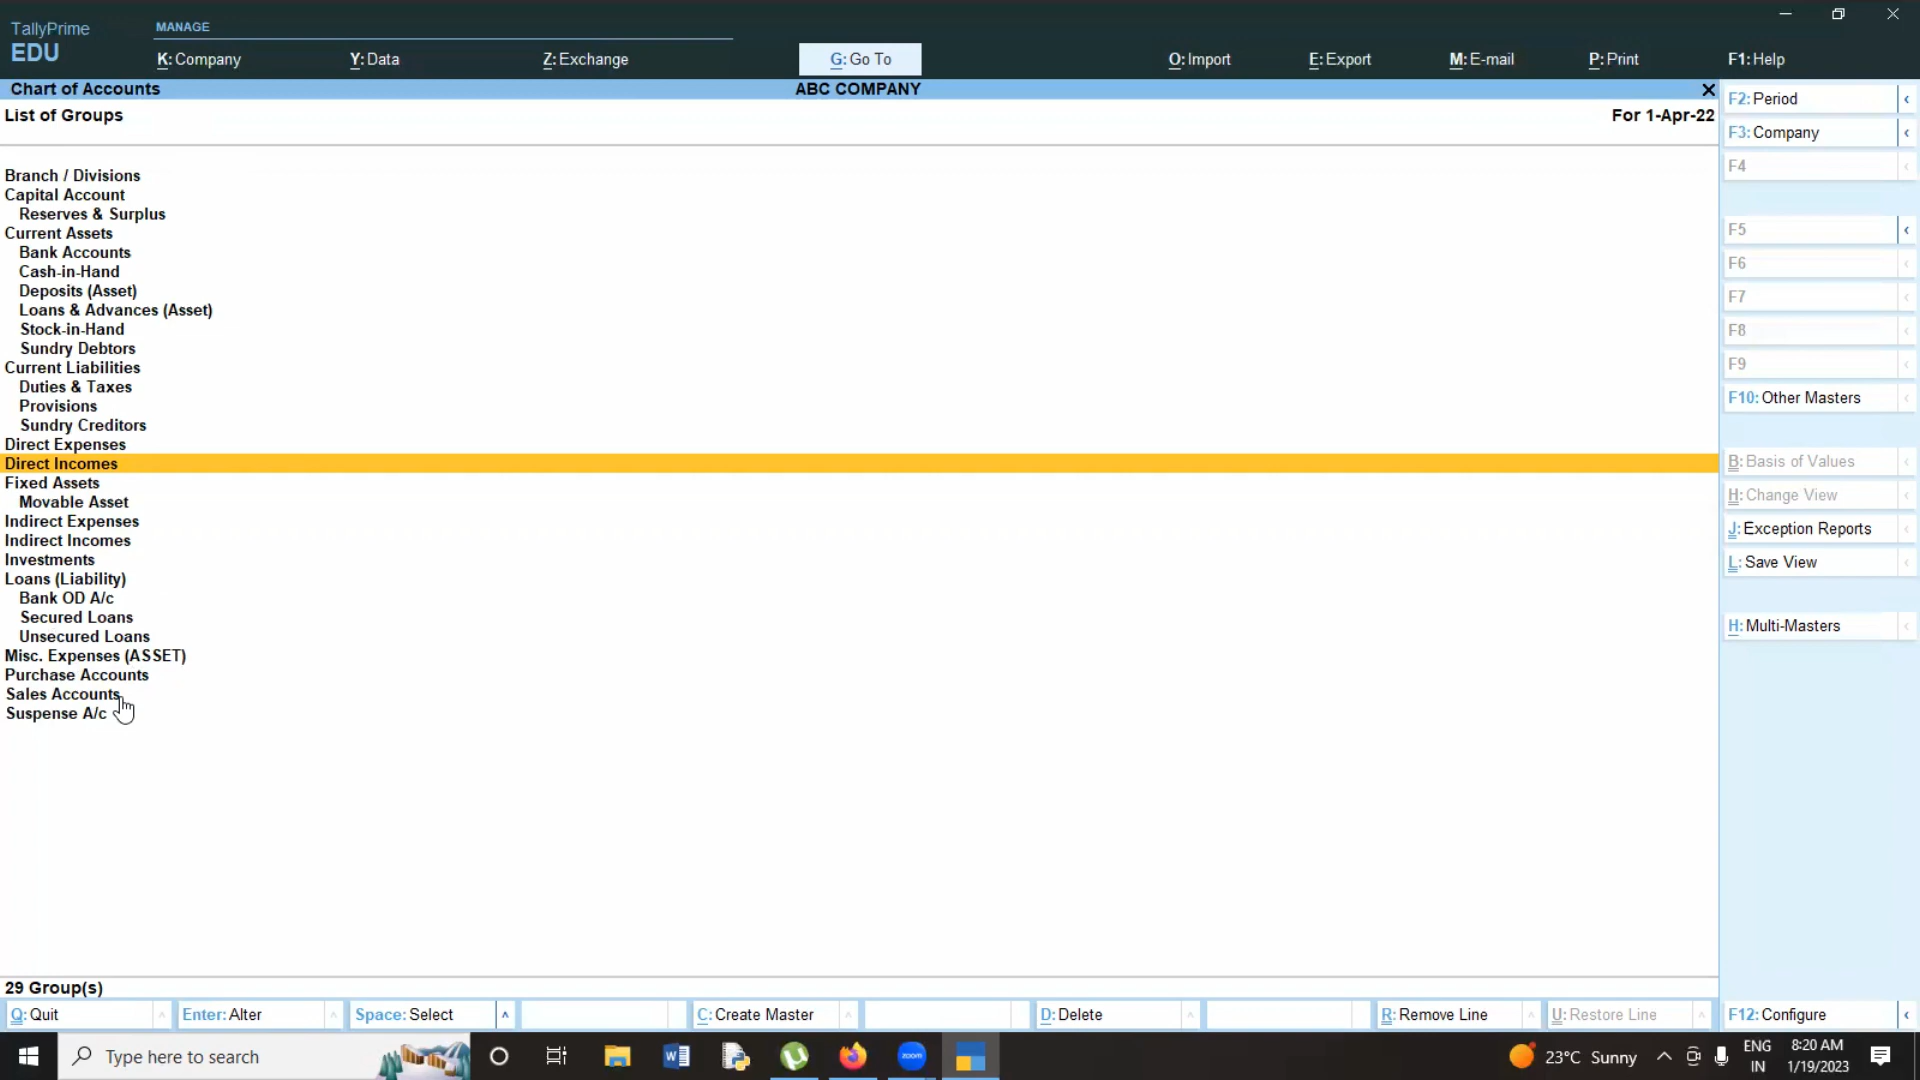 TallyPrime
EDU
MANAGE
K: Company
Y: Data
Z: Exchange
G: Go To
O: Import
E: Export
M: E-mail
P: Print
F1: Help
Chart of Accounts
ABC COMPANY
List of Groups
For 1-Apr-22
Branch / Divisions
Capital Account
Reserves & Surplus
Current Assets
Bank Accounts
Cash-in-Hand
Deposits (Asset)
Loans & Advances (Asset)
Stock-in-Hand
Sundry Debtors
Current Liabilities
Duties & Taxes
Provisions
Sundry Creditors
Direct Expenses
Direct Incomes
Fixed Assets
Movable Asset
Indirect Expenses
Indirect Incomes
Investments
Loans (Liability)
Bank OD A/c
Secured Loans
Unsecured Loans
Misc. Expenses (ASSET)
Purchase Accounts
Sales Accounts
Suspense A/c
29 Group(s)
F2: Period
F3: Company
F4
F5
F6
F7
F8
F9
F10: Other Masters
B: Basis of Values
H: Change View
J: Exception Reports
L: Save View
H: Multi-Masters
Q: Quit
Enter: Alter
Space: Select
C: Create Master
D: Delete
R: Remove Line
U: Restore Line
F12: Configure
Type here to search
zoom
23°C Sunny
ENG
IN
8:20 AM
1/19/2023